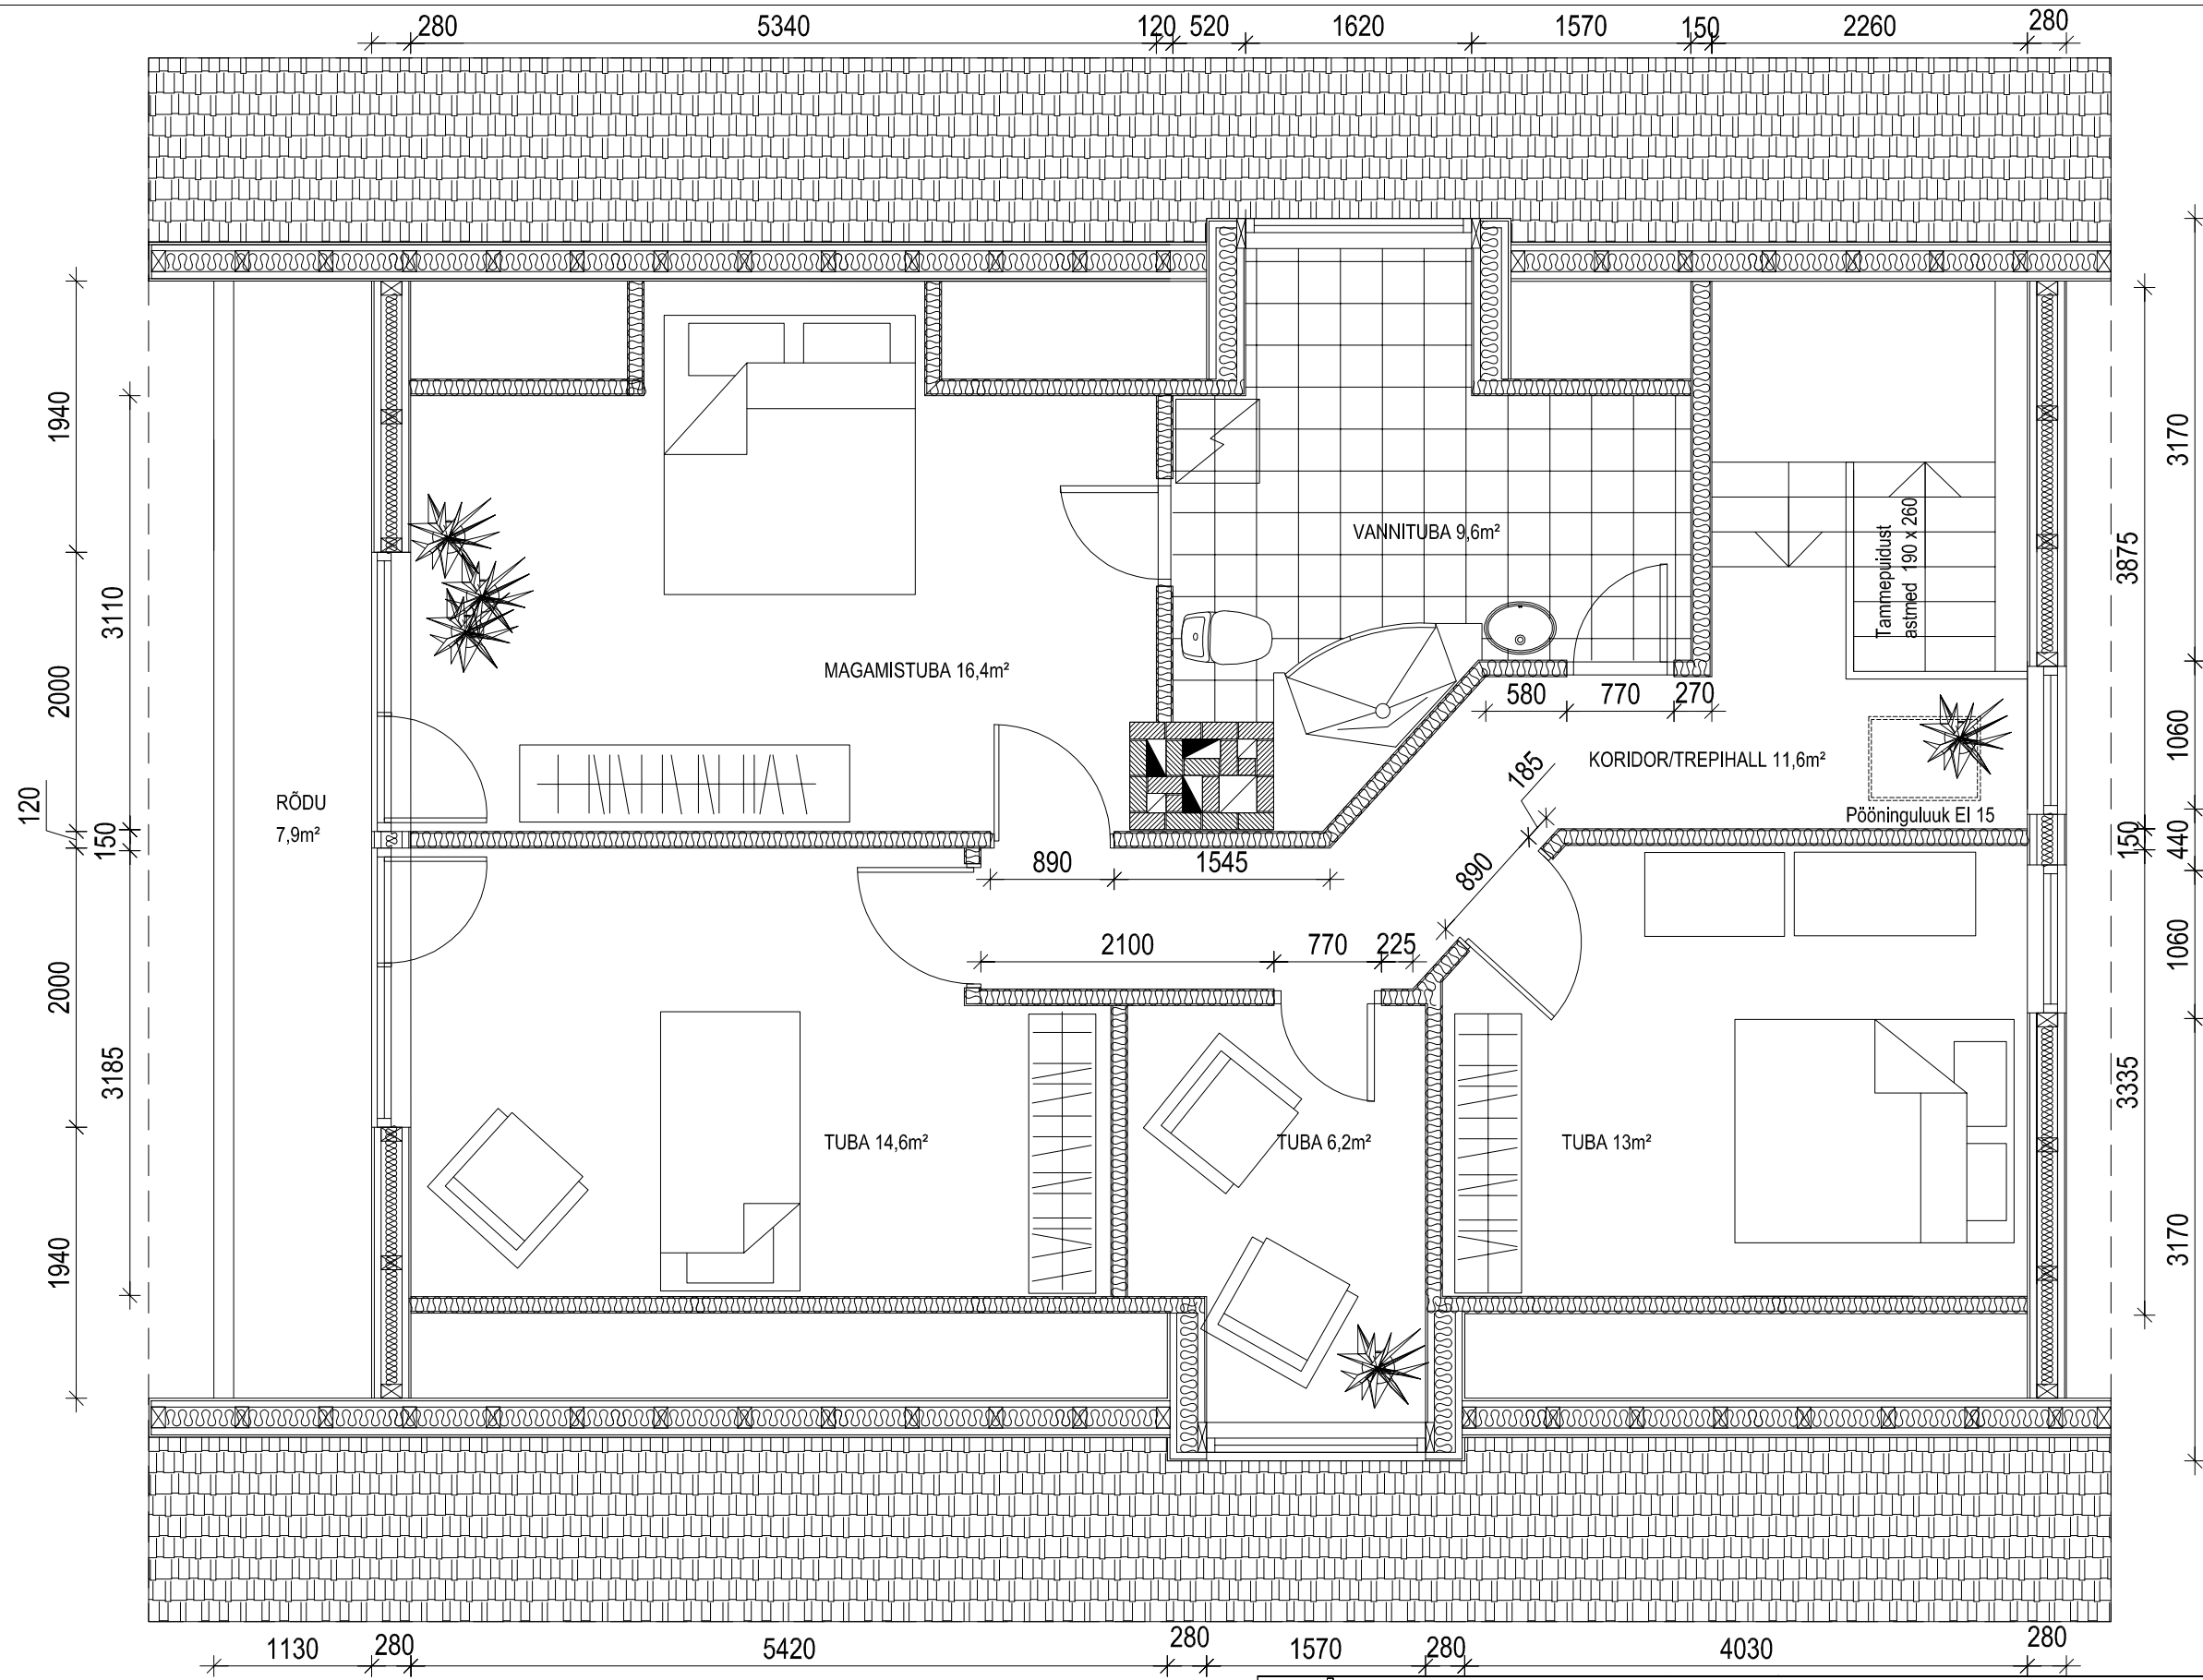 280 5340 120 520 1620 1570 150 2260 280
1940
3110
2000
120
150
2000
3185
1940
MAGAMISTUBA 16,4m²
VANNITUBA 9,6m²
Tammepuidust
astmed 190 x 260
580 770 270
KORIDOR/TREPIHALL 11,6m²
185
Pööninguluuk EI 15
RÕDU
7,9m²
890 1545
890
2100 770 225
TUBA 14,6m²
TUBA 6,2m²
TUBA 13m²
3170
3875
1060
150
440
1060
3335
3170
1130 280 5420 280 1570 280 4030 280